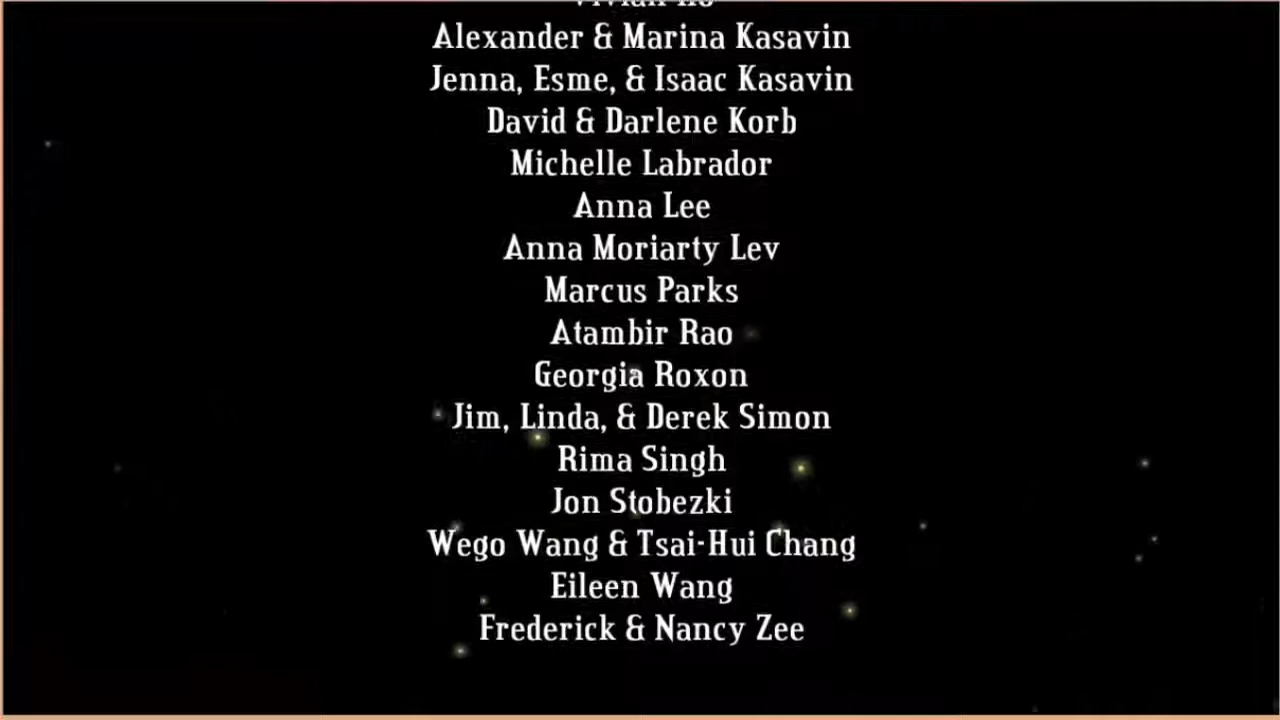 Alexander & Marina Kasavin
Jenna, Esme, & Isaac Kasavin
David & Darlene Korb
Michelle Labrador
Anna Lee
Anna Moriarty Lev
Marcus Parks
Atambir Rao
Georgia Roxon
Jim, Linda, & Derek Simon
Rima Singh
Jon Stobezki
Wego Wang & Tsai-Hui Chang
Eileen Wang
Frederick & Nancy Zee